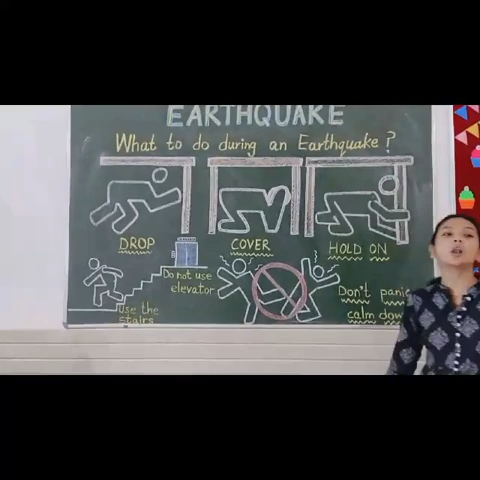 EARTHQUAKE
What to do during an Earthquake?
DROP
COVER
HOLD ON
Do not use
elevator
Use the
stairs
Don't panic
calm down